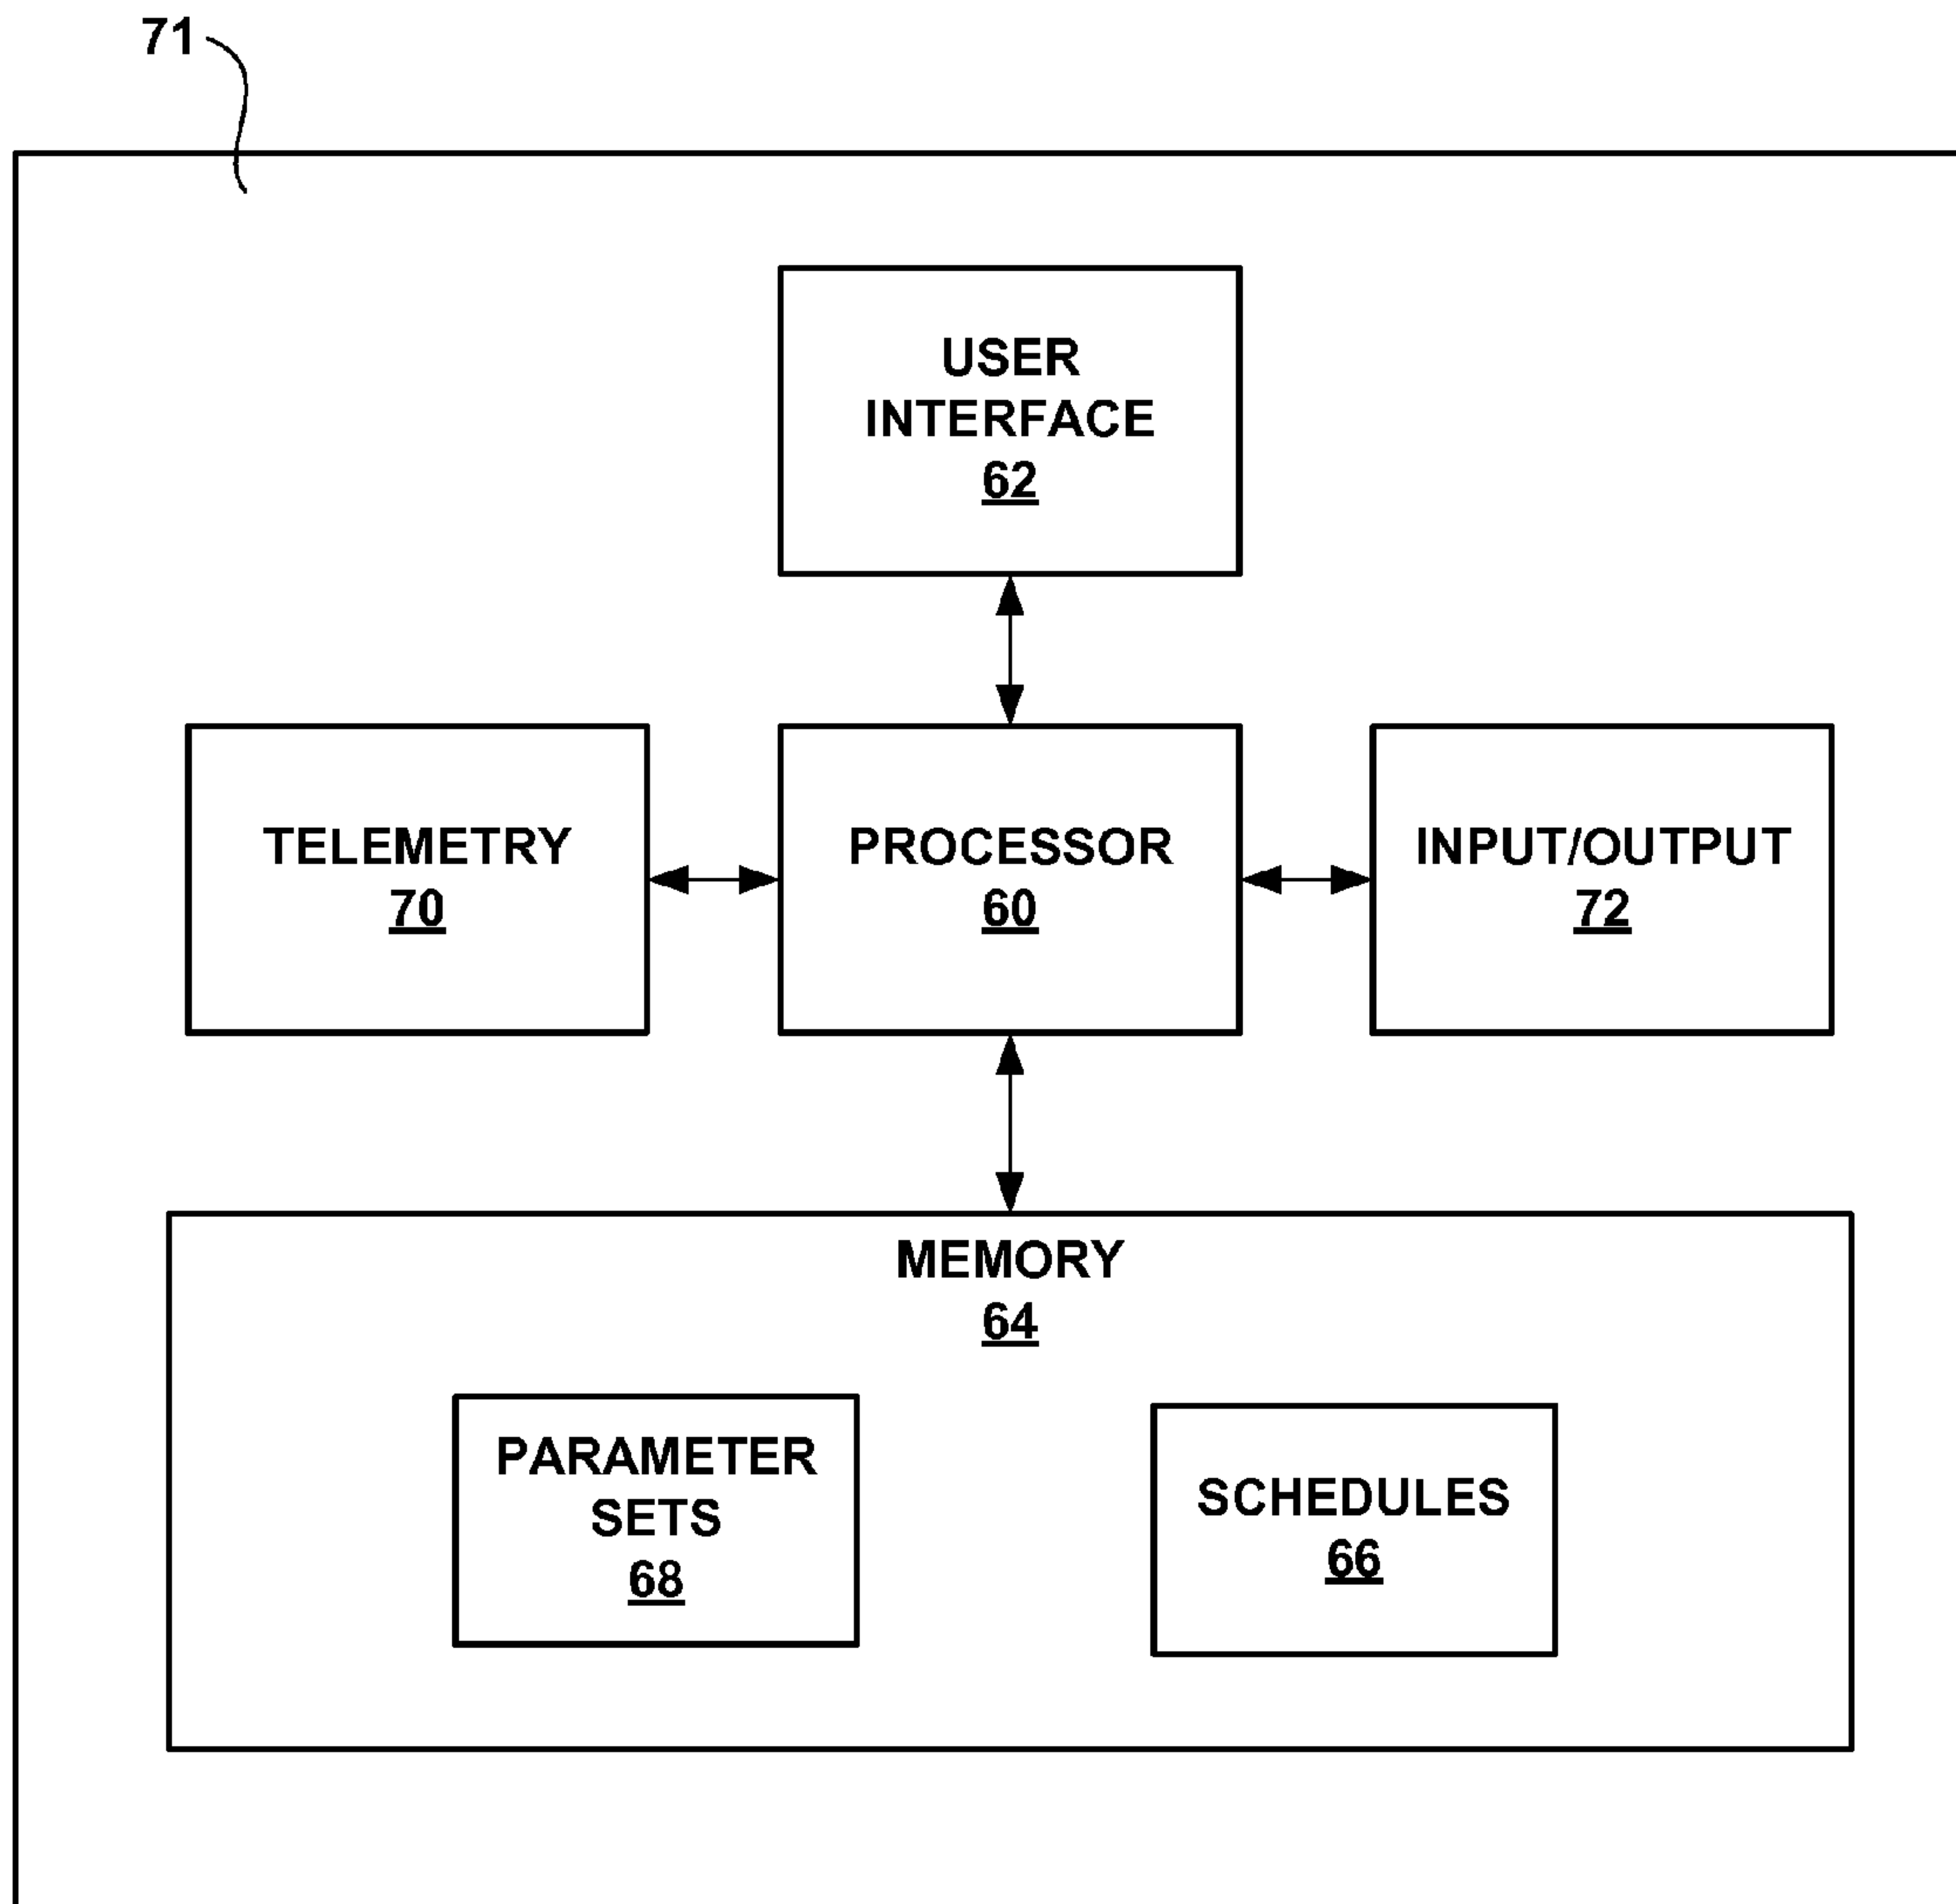 71
USER
INTERFACE
62
TELEMETRY
70
PROCESSOR
60
INPUT/OUTPUT
72
MEMORY
64
PARAMETER
SETS
68
SCHEDULES
66